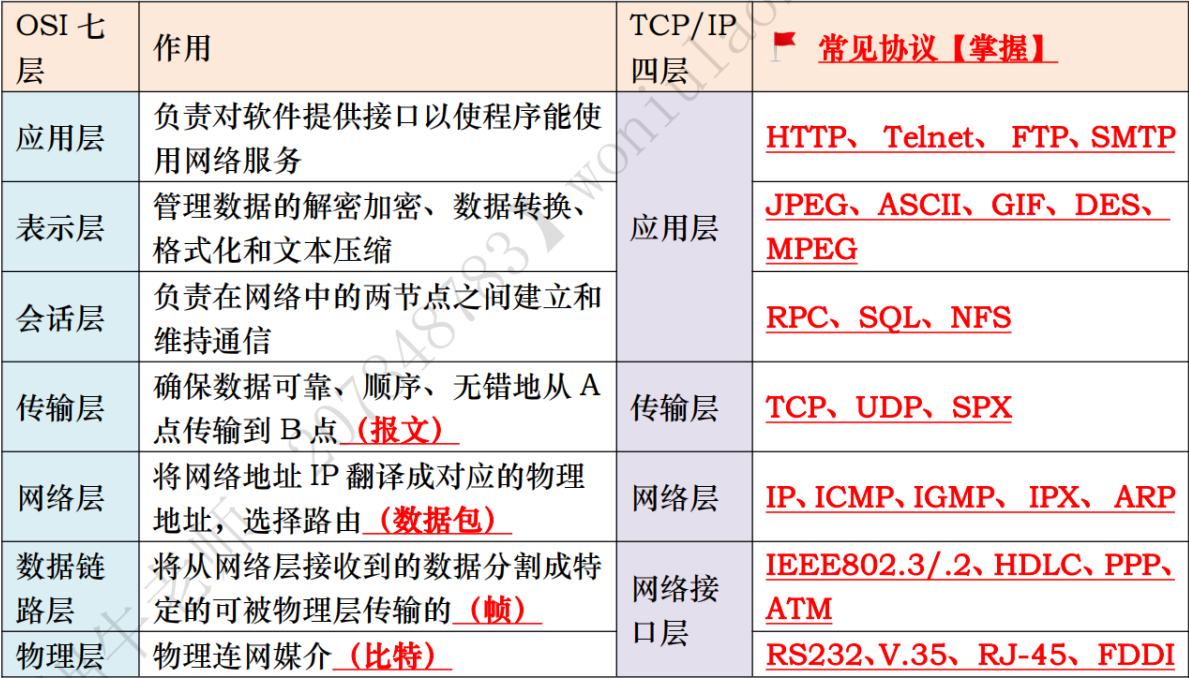 OSI 七层 作用 TCP/IP 四层 常见协议【掌握】
应用层 负责对软件提供接口以使程序能使
用网络服务 应用层 HTTP、 Telnet、 FTP、SMTP
表示层 管理数据的解密加密、数据转换、
格式化和文本压缩 JPEG、ASCII、GIF、DES、
MPEG
会话层 负责在网络中的两节点之间建立和
维持通信 RPC、SQL、NFS
传输层 确保数据可靠、顺序、无错地从 A
点传输到 B 点（报文） 传输层 TCP、UDP、SPX
网络层 将网络地址 IP 翻译成对应的物理
地址，选择路由（数据包） 网络层 IP、ICMP、IGMP、 IPX、 ARP
数据链路层 将从网络层接收到的数据分割成特
定的可被物理层传输的（帧） 网络接口层 IEEE802.3/.2、HDLC、PPP、
ATM
物理层 物理连网媒介（比特） RS232、V.35、RJ-45、FDDI